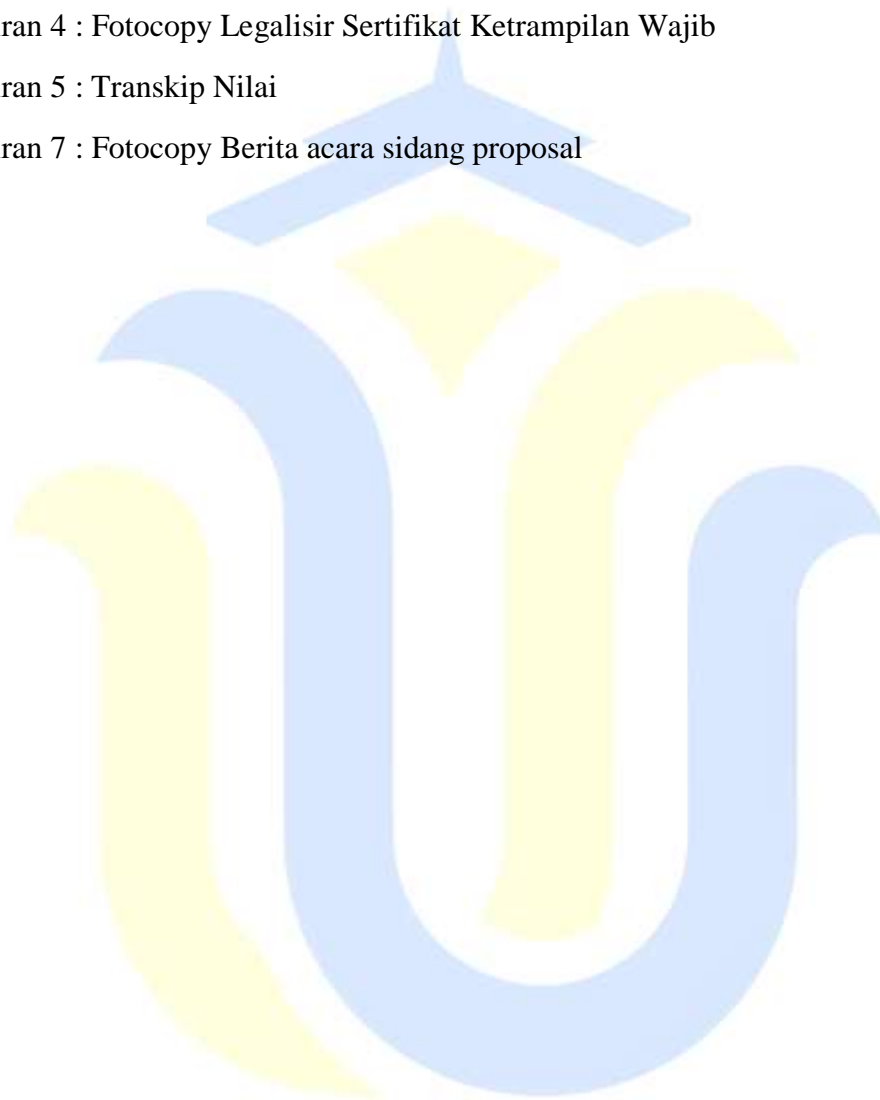 ran 4 : Fotocopy Legalisir Sertifikat Ketrampilan Wajib
ran 5 : Transkip Nilai
ran 7 : Fotocopy Berita acara sidang proposal